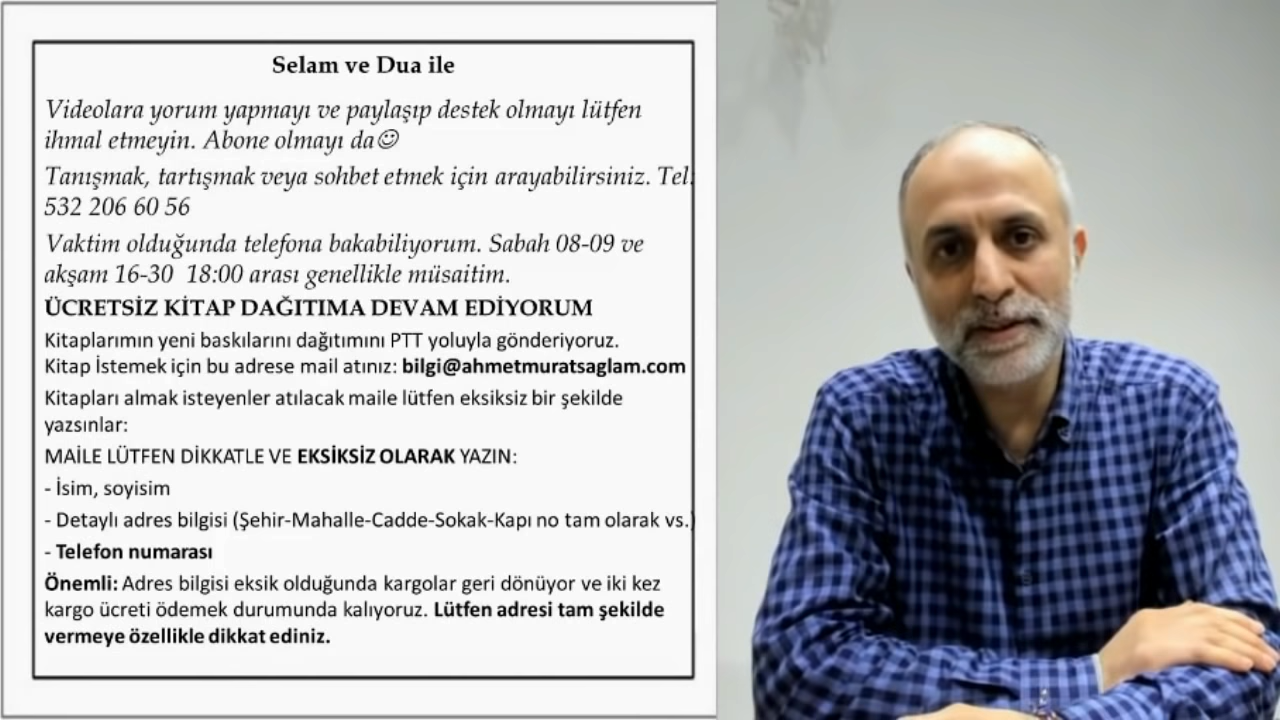 Selam ve Dua ile
Videolara yorum yapmayı ve paylaşıp destek olmayı lütfen
ihmal etmeyin. Abone olmayı da☺
Tanışmak, tartışmak veya sohbet etmek için arayabilirsiniz. Tel:
532 206 60 56
Vaktim olduğunda telefona bakabiliyorum. Sabah 08-09 ve
akşam 16-30  18:00 arası genellikle müsaitim.
ÜCRETSİZ KİTAP DAĞITIMA DEVAM EDİYORUM
Kitaplarımın yeni baskılarını dağıtımını PTT yoluyla gönderiyoruz.
Kitap İstemek için bu adrese mail atınız: bilgi@ahmetmuratsaglam.com
Kitapları almak isteyenler atılacak maile lütfen eksiksiz bir şekilde
yazsınlar:
MAİLE LÜTFEN DİKKATLE VE EKSİKSİZ OLARAK YAZIN:
- İsim, soyisim
- Detaylı adres bilgisi (Şehir-Mahalle-Cadde-Sokak-Kapı no tam olarak vs.)
- Telefon numarası
Önemli: Adres bilgisi eksik olduğunda kargolar geri dönüyor ve iki kez
kargo ücreti ödemek durumunda kalıyoruz. Lütfen adresi tam şekilde
vermeye özellikle dikkat ediniz.